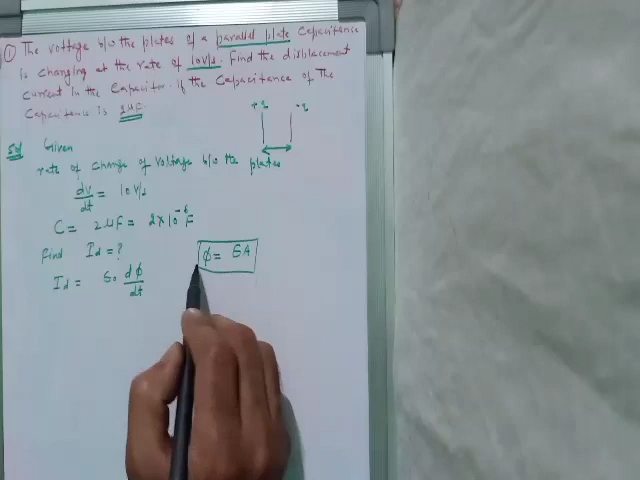 ① The voltage b/w the plates of a parallel plate Capacitance
is changing at the rate of 10v/s. Find the displacement
current in the Capacitor. if the Capacitance of The
Capacitance is 2μF.
+q -q
Sol Given
rate of change of voltage b/w the plates
dv/dt = 10 v/s
C = 2μF = 2×10⁻⁶F
Find Id = ?
φ = EA
Id = ε₀ dφ/dt